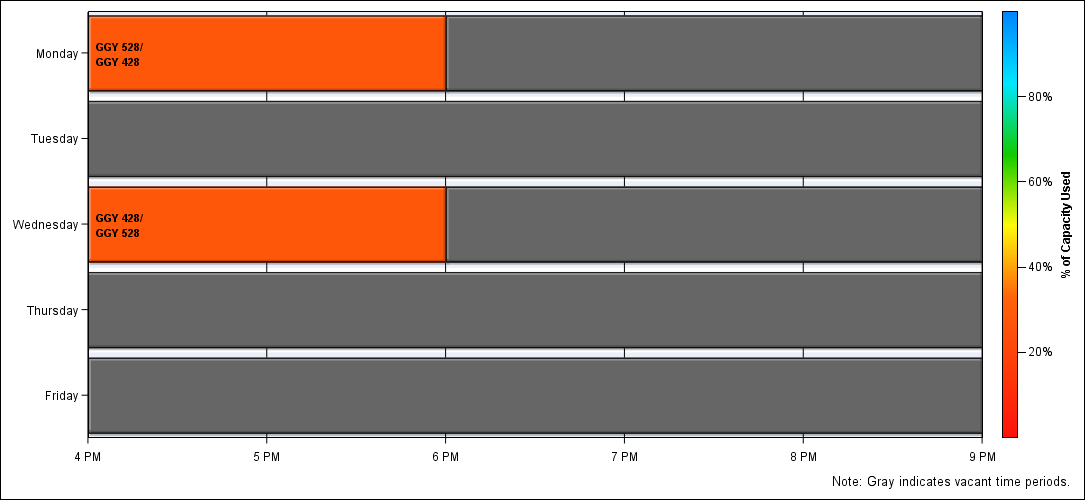 Monday
GGY 528/
GGY 428
Tuesday
Wednesday
GGY 428/
GGY 528
Thursday
Friday
4 PM
5 PM
6 PM
7 PM
8 PM
9 PM
80%
60%
40%
20%
% of Capacity Used
Note: Gray indicates vacant time periods.